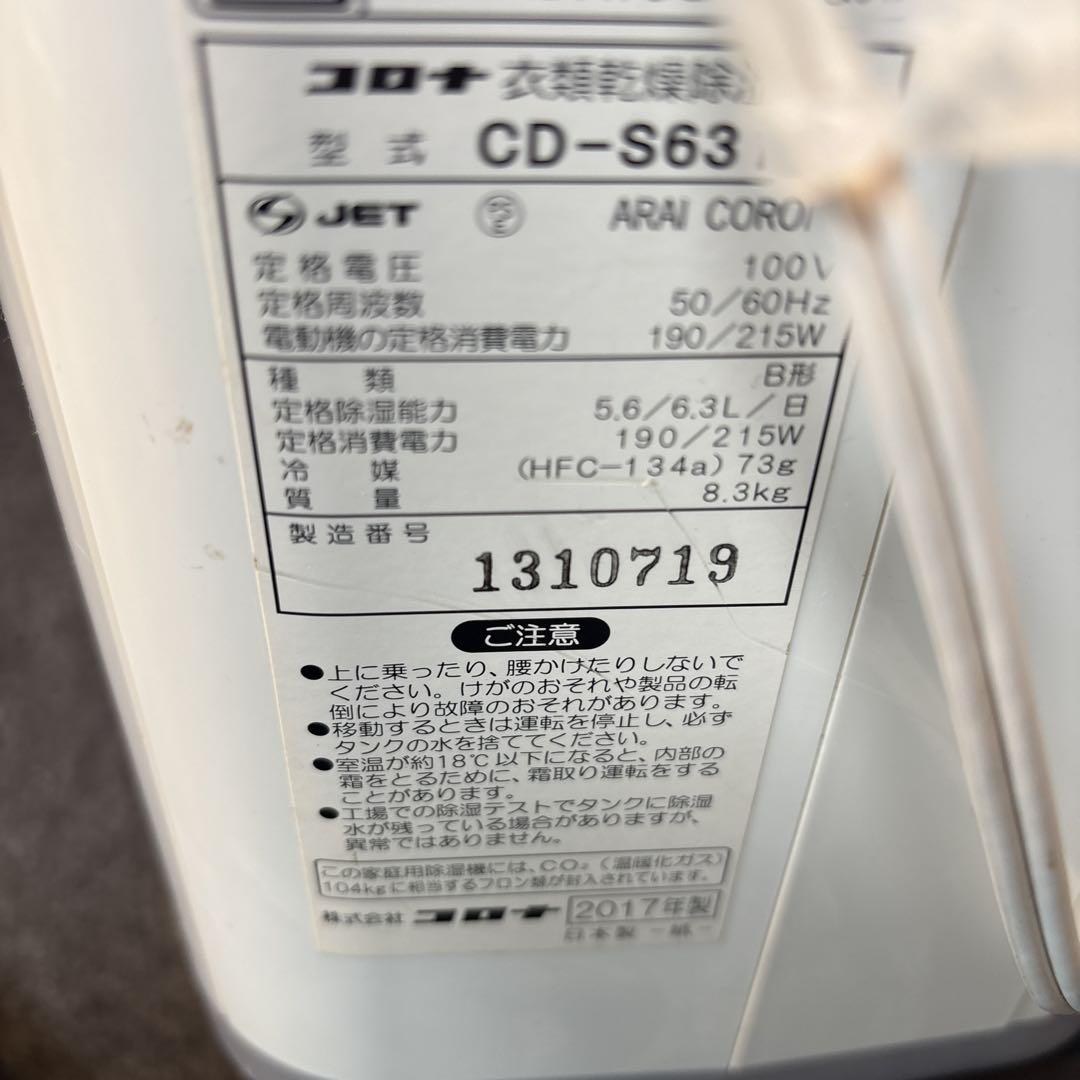 コロナ 衣類乾燥除
型式 CD-S63
JET ARAI CORO
定格電圧 100V
定格周波数 50/60Hz
電動機の定格消費電力 190/215W
種類 B形
定格除湿能力 5.6/6.3L/日
定格消費電力 190/215W
冷媒 (HFC-134a) 73g
質量 8.3kg
製造番号
1310719
ご注意
●上に乗ったり、腰かけたりしないで
ください。けがのおそれや製品の転
倒により故障のおそれがあります。
●移動するときは運転を停止し、必ず
タンクの水を捨ててください。
●室温が約18℃以下になると、内部の
霜をとるために、霜取り運転をする
ことがあります。
●工場での除湿テストでタンクに除湿
水が残っている場合がありますが、
異常ではありません。
この家庭用除湿機には、CO₂(温暖化ガス)
104kgに相当するフロン類が封入されています。
株式会社 コロナ 2017年製
日本製 -紙-